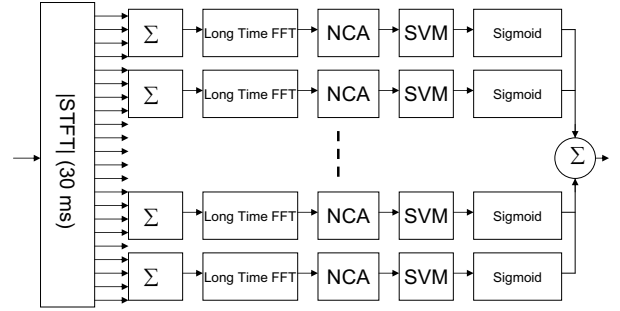 |STFT| (30 ms)
Σ Long Time FFT NCA SVM Sigmoid
Σ Long Time FFT NCA SVM Sigmoid
Σ
Σ Long Time FFT NCA SVM Sigmoid
Σ Long Time FFT NCA SVM Sigmoid